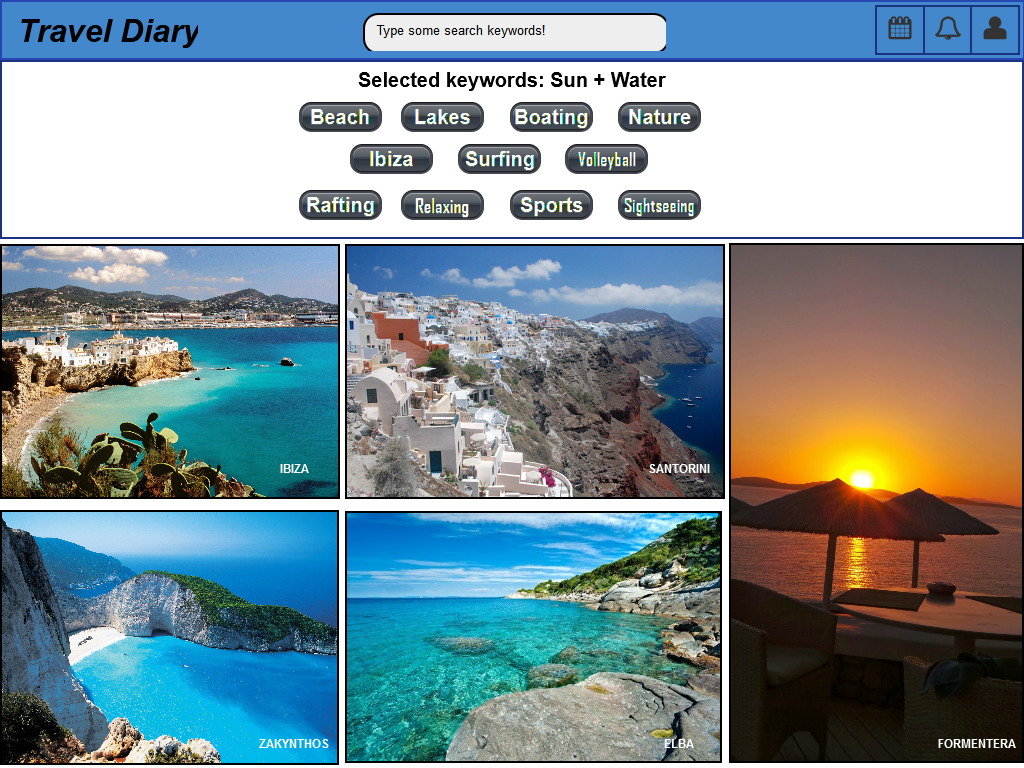 Travel Diary
Type some search keywords!
Selected keywords: Sun + Water
Beach Lakes Boating Nature
Ibiza Surfing Volleyball
Rafting Relaxing Sports Sightseeing
IBIZA
SANTORINI
ZAKYNTHOS
ELBA
FORMENTERA